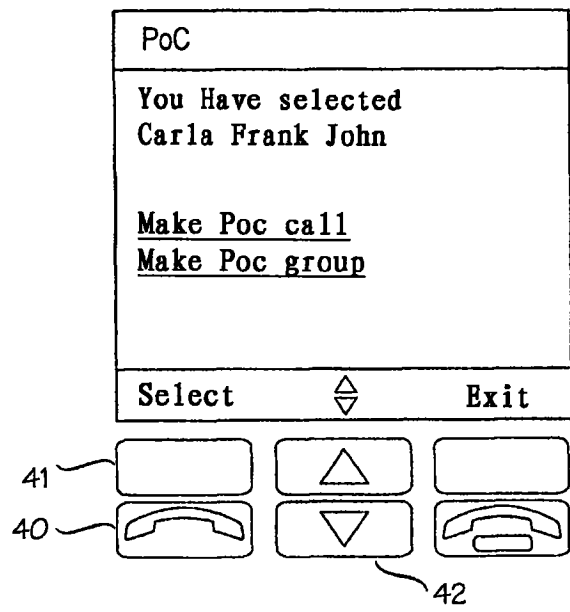 PoC
You Have selected
Carla Frank John
Make Poc call
Make Poc group
Select Exit
41
40
42